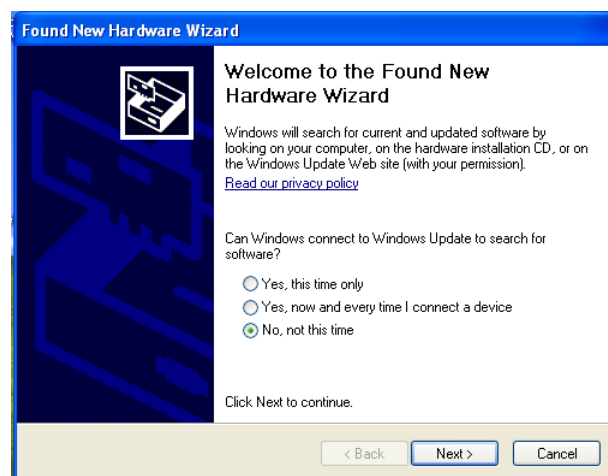 Found New Hardware Wizard
Welcome to the Found New
Hardware Wizard
Windows will search for current and updated software by
looking on your computer, on the hardware installation CD, or on
the Windows Update Web site (with your permission).
Read our privacy policy
Can Windows connect to Windows Update to search for
software?
Yes, this time only
Yes, now and every time I connect a device
No, not this time
Click Next to continue.
< Back Next > Cancel